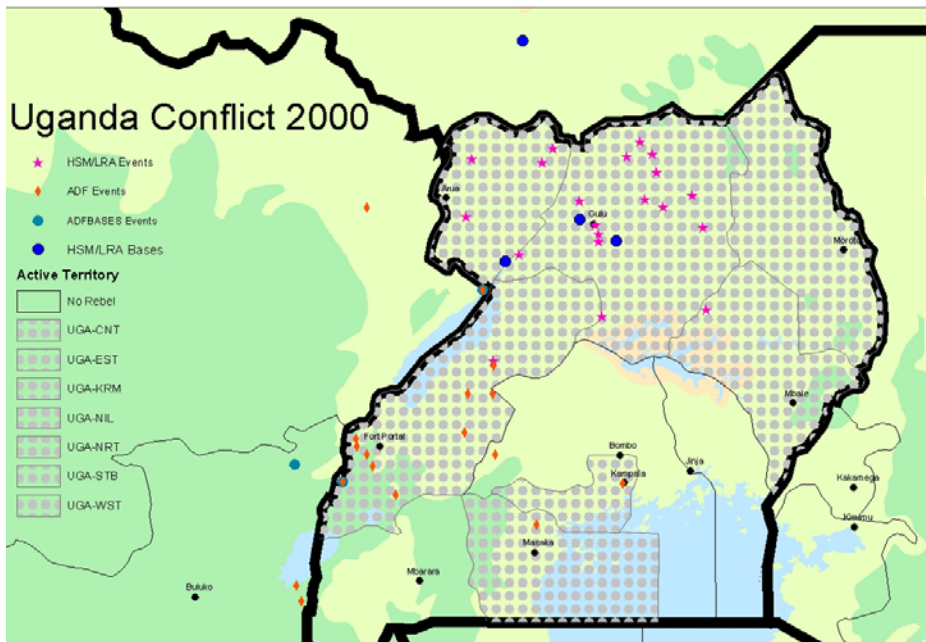 Uganda Conflict 2000
HSM/LRA Events
ADF Events
ADFBASES Events
HSM/LRA Bases
Active Territory
No Rebel
UGA-CNT
UGA-EST
UGA-KRM
UGA-NIL
UGA-NRT
UGA-STB
UGA-WST
Arua
Gulu
Moroto
Mbale
Fort Portal
Bombo
Kampala
Jinja
Kakamega
Kisumu
Masaka
Mbarara
Buluko